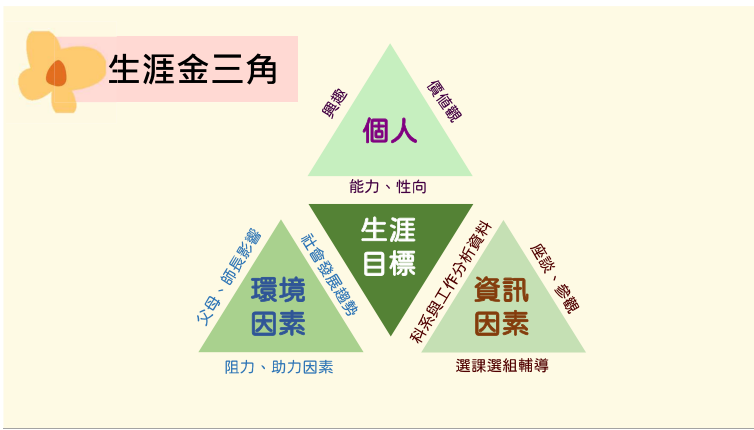 生涯金三角
興趣
價值觀
個人
能力、性向
生涯
目標
父母、師長影響
社會發展趨勢
環境
因素
阻力、助力因素
科系與工作分析資料
座談、參觀
資訊
因素
選課選組輔導